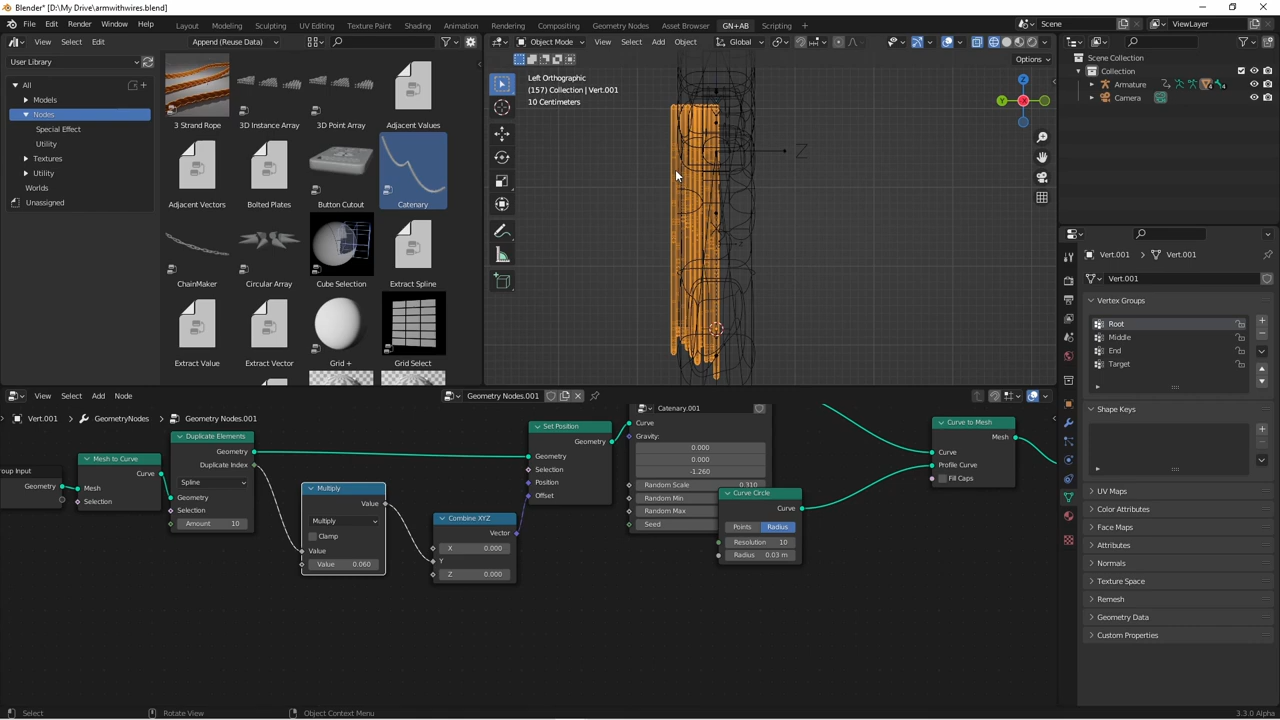 Blender* [D:\My Drive\armwithwires.blend]
File Edit Render Window Help Layout Modeling Sculpting UV Editing Texture Paint Shading Animation Rendering Compositing Geometry Nodes Asset Browser GN+AB Scripting Scene ViewLayer
View Select Edit Append (Reuse Data)
Object Mode View Select Add Object Global
Options
User Library
All
Models
Nodes
Special Effect
Utility
Textures
Utility
Worlds
Unassigned
3 Strand Rope 3D Instance Array 3D Point Array Adjacent Values
Adjacent Vectors Bolted Plates Button Cutout Catenary
ChainMaker Circular Array Cube Selection Extract Spline
Extract Value Extract Vector Grid + Grid Select
Left Orthographic
(157) Collection | Vert.001
10 Centimeters
Z
X
Y
Scene Collection
Collection
Armature
Camera
Vert.001 Vert.001
Vert.001
Vertex Groups
Root
Middle
End
Target
Shape Keys
UV Maps
Color Attributes
Face Maps
Attributes
Normals
Texture Space
Remesh
Geometry Data
Custom Properties
View Select Add Node Geometry Nodes.001
Vert.001 GeometryNodes Geometry Nodes.001
oup Input
Geometry
Mesh to Curve
Curve
Mesh
Selection
Duplicate Elements
Geometry
Duplicate Index
Spline
Geometry
Selection
Amount 10
Multiply
Value
Multiply
Clamp
Value
Value 0.060
Combine XYZ
Vector
X 0.000
Y
Z 0.000
Set Position
Geometry
Geometry
Selection
Position
Offset
Catenary.001
Curve
Gravity:
0.000
0.000
-1.260
Random Scale 0.310
Random Min
Random Max
Seed
Curve Circle
Curve
Points Radius
Resolution 10
Radius 0.03 m
Curve to Mesh
Mesh
Curve
Profile Curve
Fill Caps
Select Rotate View Object Context Menu 3.3.0 Alpha